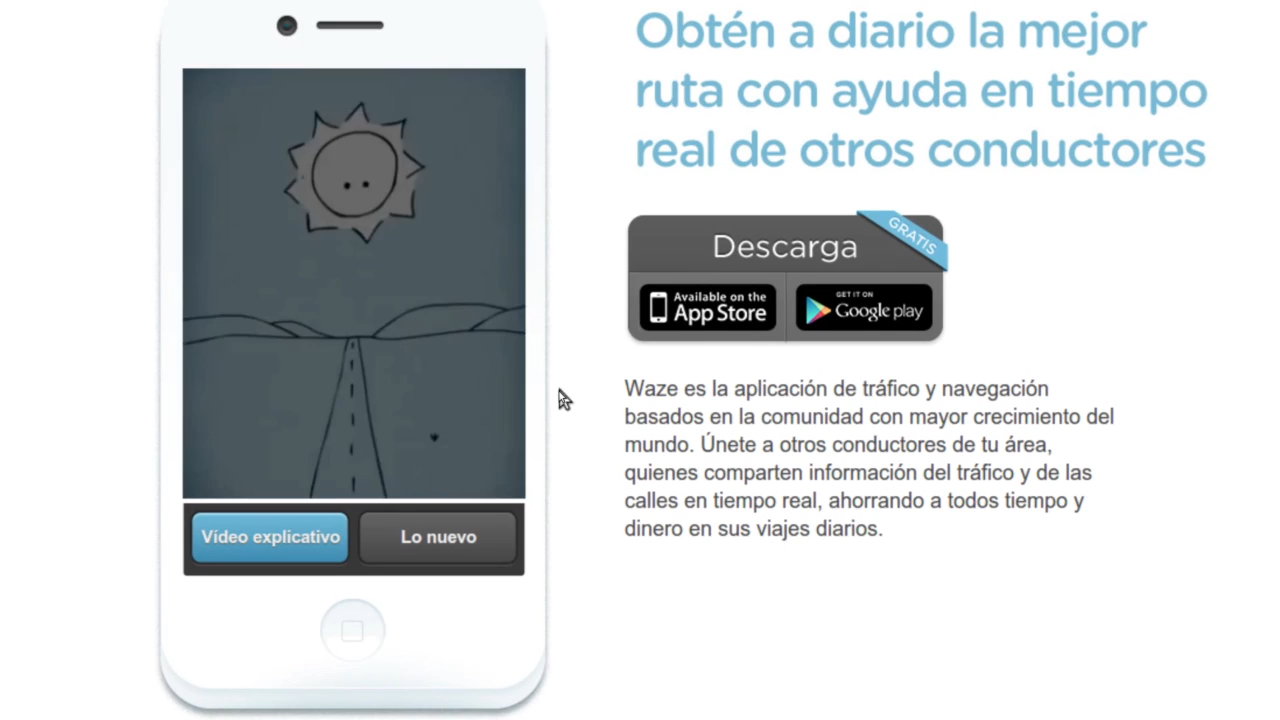 Obtén a diario la mejor
ruta con ayuda en tiempo
real de otros conductores
GRATIS
Descarga
Available on the
App Store
GET IT ON
Google play
Waze es la aplicación de tráfico y navegación
basados en la comunidad con mayor crecimiento del
mundo. Únete a otros conductores de tu área,
quienes comparten información del tráfico y de las
calles en tiempo real, ahorrando a todos tiempo y
dinero en sus viajes diarios.
Vídeo explicativo
Lo nuevo